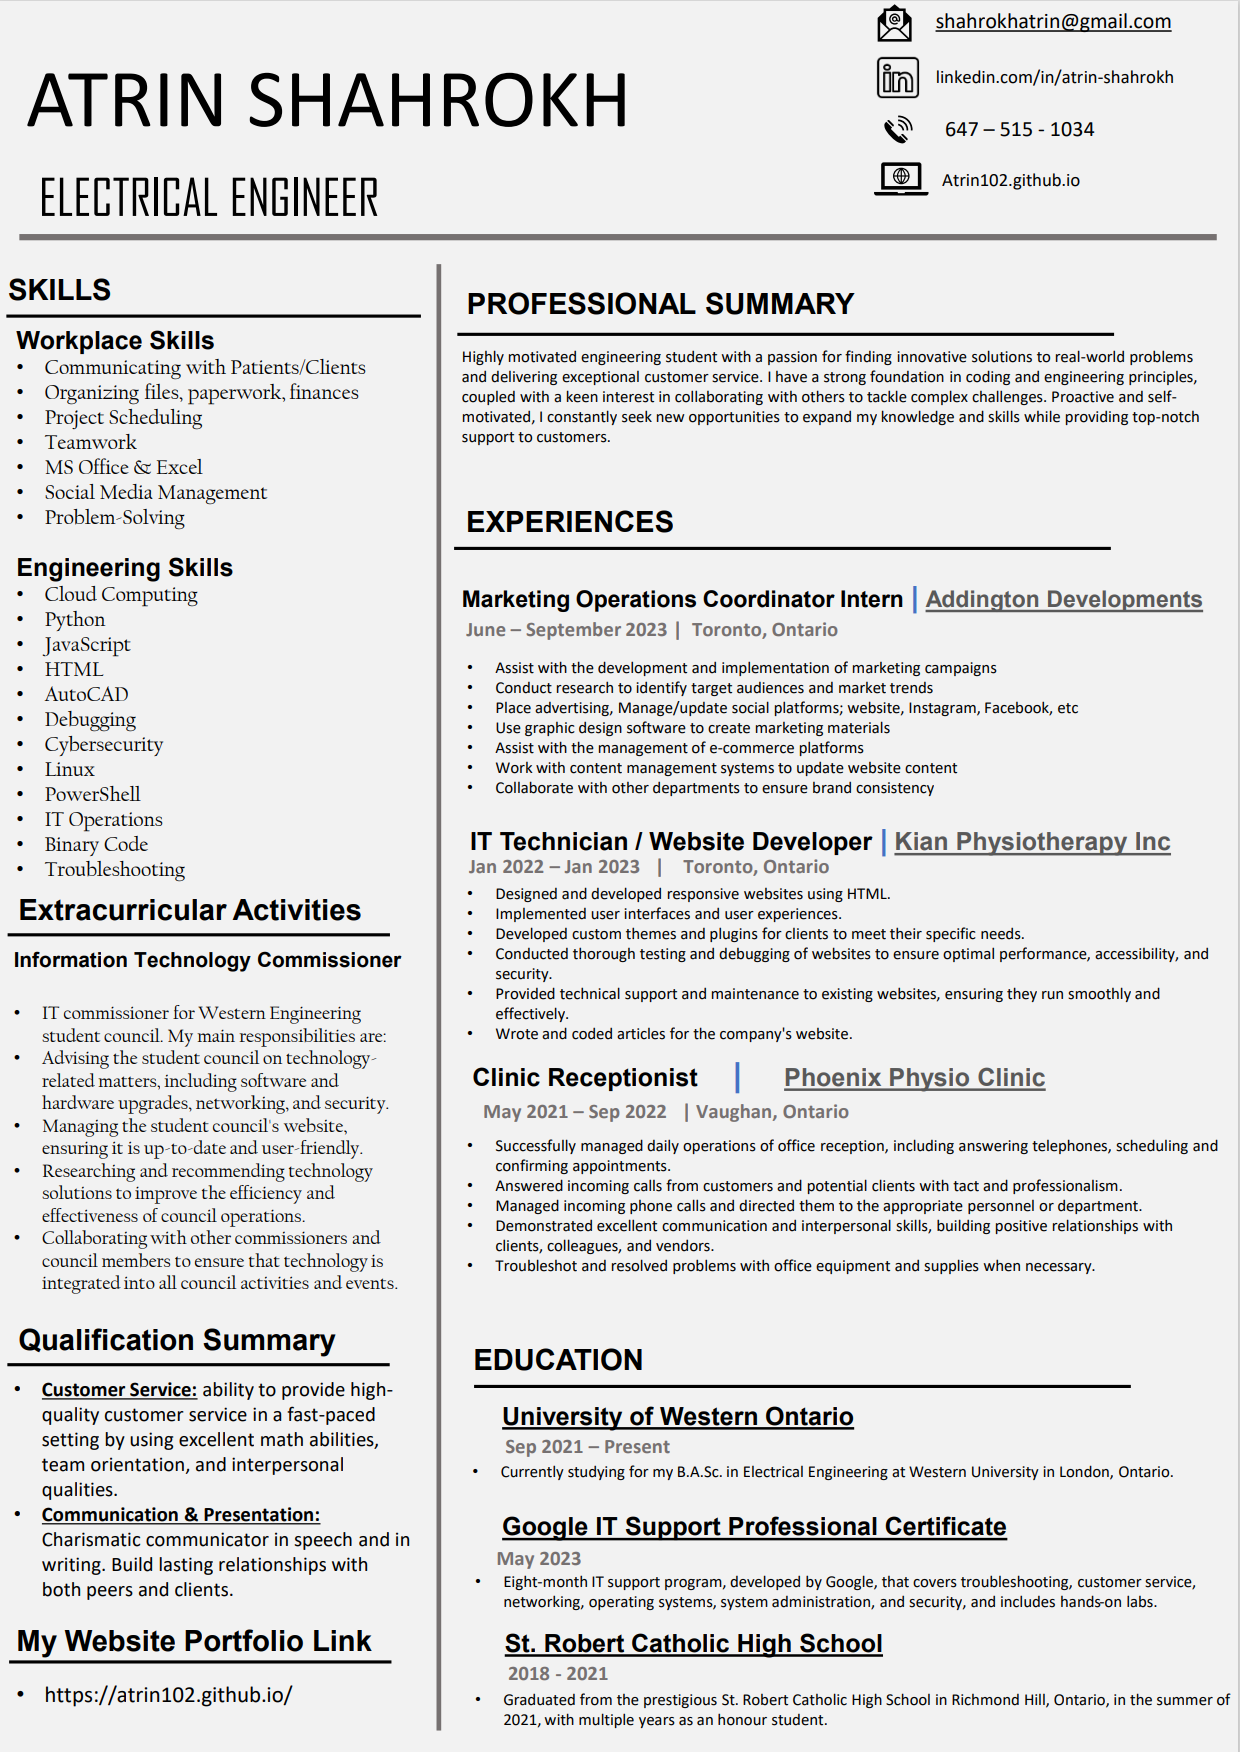 ATRIN SHAHROKH
ELECTRICAL ENGINEER
shahrokhatrin@gmail.com
linkedin.com/in/atrin-shahrokh
647 – 515 - 1034
Atrin102.github.io
SKILLS
Workplace Skills
• Communicating with Patients/Clients
• Organizing files, paperwork, finances
• Project Scheduling
• Teamwork
• MS Office & Excel
• Social Media Management
• Problem-Solving
Engineering Skills
• Cloud Computing
• Python
• JavaScript
• HTML
• AutoCAD
• Debugging
• Cybersecurity
• Linux
• PowerShell
• IT Operations
• Binary Code
• Troubleshooting
Extracurricular Activities
Information Technology Commissioner
• IT commissioner for Western Engineering
student council. My main responsibilities are:
• Advising the student council on technology-
related matters, including software and
hardware upgrades, networking, and security.
• Managing the student council's website,
ensuring it is up-to-date and user-friendly.
• Researching and recommending technology
solutions to improve the efficiency and
effectiveness of council operations.
• Collaborating with other commissioners and
council members to ensure that technology is
integrated into all council activities and events.
Qualification Summary
• Customer Service: ability to provide high-
quality customer service in a fast-paced
setting by using excellent math abilities,
team orientation, and interpersonal
qualities.
• Communication & Presentation:
Charismatic communicator in speech and in
writing. Build lasting relationships with
both peers and clients.
My Website Portfolio Link
• https://atrin102.github.io/
PROFESSIONAL SUMMARY
Highly motivated engineering student with a passion for finding innovative solutions to real-world problems
and delivering exceptional customer service. I have a strong foundation in coding and engineering principles,
coupled with a keen interest in collaborating with others to tackle complex challenges. Proactive and self-
motivated, I constantly seek new opportunities to expand my knowledge and skills while providing top-notch
support to customers.
EXPERIENCES
Marketing Operations Coordinator Intern | Addington Developments
June – September 2023 | Toronto, Ontario
• Assist with the development and implementation of marketing campaigns
• Conduct research to identify target audiences and market trends
• Place advertising, Manage/update social platforms; website, Instagram, Facebook, etc
• Use graphic design software to create marketing materials
• Assist with the management of e-commerce platforms
• Work with content management systems to update website content
• Collaborate with other departments to ensure brand consistency
IT Technician / Website Developer | Kian Physiotherapy Inc
Jan 2022 – Jan 2023 | Toronto, Ontario
• Designed and developed responsive websites using HTML.
• Implemented user interfaces and user experiences.
• Developed custom themes and plugins for clients to meet their specific needs.
• Conducted thorough testing and debugging of websites to ensure optimal performance, accessibility, and
security.
• Provided technical support and maintenance to existing websites, ensuring they run smoothly and
effectively.
• Wrote and coded articles for the company's website.
Clinic Receptionist | Phoenix Physio Clinic
May 2021 – Sep 2022 | Vaughan, Ontario
• Successfully managed daily operations of office reception, including answering telephones, scheduling and
confirming appointments.
• Answered incoming calls from customers and potential clients with tact and professionalism.
• Managed incoming phone calls and directed them to the appropriate personnel or department.
• Demonstrated excellent communication and interpersonal skills, building positive relationships with
clients, colleagues, and vendors.
• Troubleshot and resolved problems with office equipment and supplies when necessary.
EDUCATION
University of Western Ontario
Sep 2021 – Present
• Currently studying for my B.A.Sc. in Electrical Engineering at Western University in London, Ontario.
Google IT Support Professional Certificate
May 2023
• Eight-month IT support program, developed by Google, that covers troubleshooting, customer service,
networking, operating systems, system administration, and security, and includes hands-on labs.
St. Robert Catholic High School
2018 - 2021
• Graduated from the prestigious St. Robert Catholic High School in Richmond Hill, Ontario, in the summer of
2021, with multiple years as an honour student.